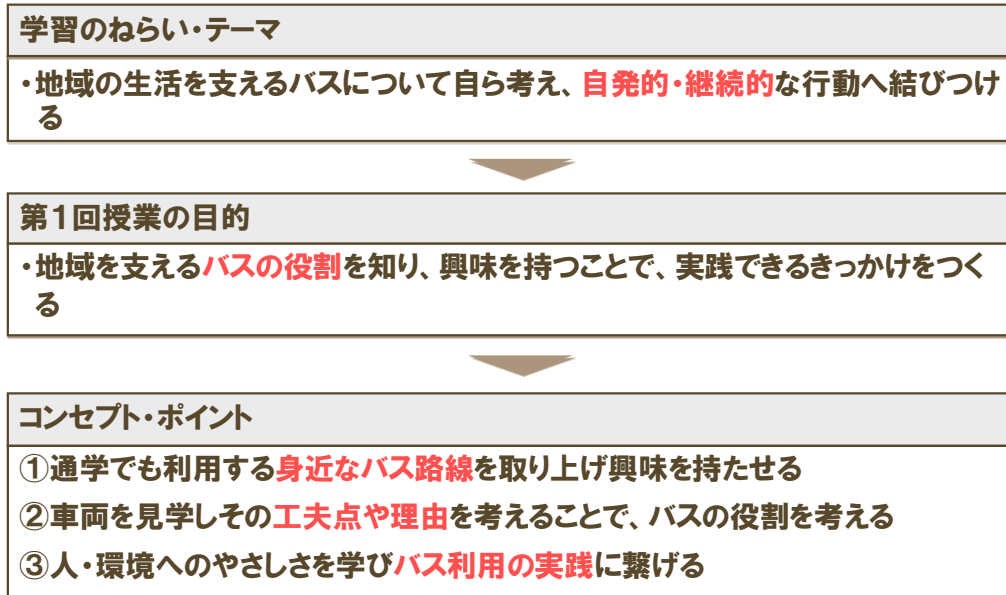 学習のねらい・テーマ
・地域の生活を支えるバスについて自ら考え、自発的・継続的な行動へ結びつけ
る
第1回授業の目的
・地域を支えるバスの役割を知り、興味を持つことで、実践できるきっかけをつく
る
コンセプト・ポイント
①通学でも利用する身近なバス路線を取り上げ興味を持たせる
②車両を見学しその工夫点や理由を考えることで、バスの役割を考える
③人・環境へのやさしさを学びバス利用の実践に繋げる